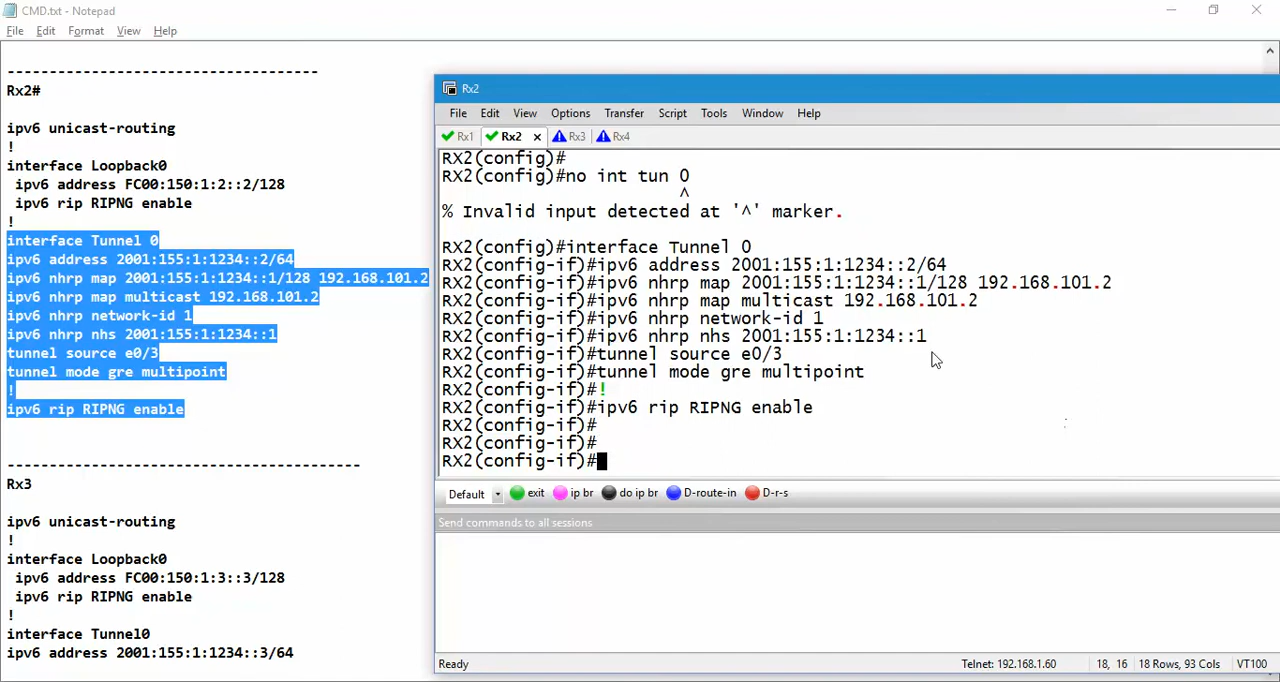 CMD.txt - Notepad
File Edit Format View Help
-------------------------------------
Rx2#
ipv6 unicast-routing
!
interface Loopback0
ipv6 address FC00:150:1:2::2/128
ipv6 rip RIPNG enable
!
interface Tunnel 0
ipv6 address 2001:155:1:1234::2/64
ipv6 nhrp map 2001:155:1:1234::1/128 192.168.101.2
ipv6 nhrp map multicast 192.168.101.2
ipv6 nhrp network-id 1
ipv6 nhrp nhs 2001:155:1:1234::1
tunnel source e0/3
tunnel mode gre multipoint
!
ipv6 rip RIPNG enable
------------------------------------------
Rx3
ipv6 unicast-routing
!
interface Loopback0
ipv6 address FC00:150:1:3::3/128
ipv6 rip RIPNG enable
!
interface Tunnel0
ipv6 address 2001:155:1:1234::3/64
Rx2
File Edit View Options Transfer Script Tools Window Help
Rx1 Rx2 x Rx3 Rx4
RX2(config)#
RX2(config)#no int tun 0
^
% Invalid input detected at '^' marker.
RX2(config)#interface Tunnel 0
RX2(config-if)#ipv6 address 2001:155:1:1234::2/64
RX2(config-if)#ipv6 nhrp map 2001:155:1:1234::1/128 192.168.101.2
RX2(config-if)#ipv6 nhrp map multicast 192.168.101.2
RX2(config-if)#ipv6 nhrp network-id 1
RX2(config-if)#ipv6 nhrp nhs 2001:155:1:1234::1
RX2(config-if)#tunnel source e0/3
RX2(config-if)#tunnel mode gre multipoint
RX2(config-if)#!
RX2(config-if)#ipv6 rip RIPNG enable
RX2(config-if)#
RX2(config-if)#
RX2(config-if)#
Default exit ip br do ip br D-route-in D-r-s
Send commands to all sessions
Ready Telnet: 192.168.1.60 18, 16 18 Rows, 93 Cols VT100